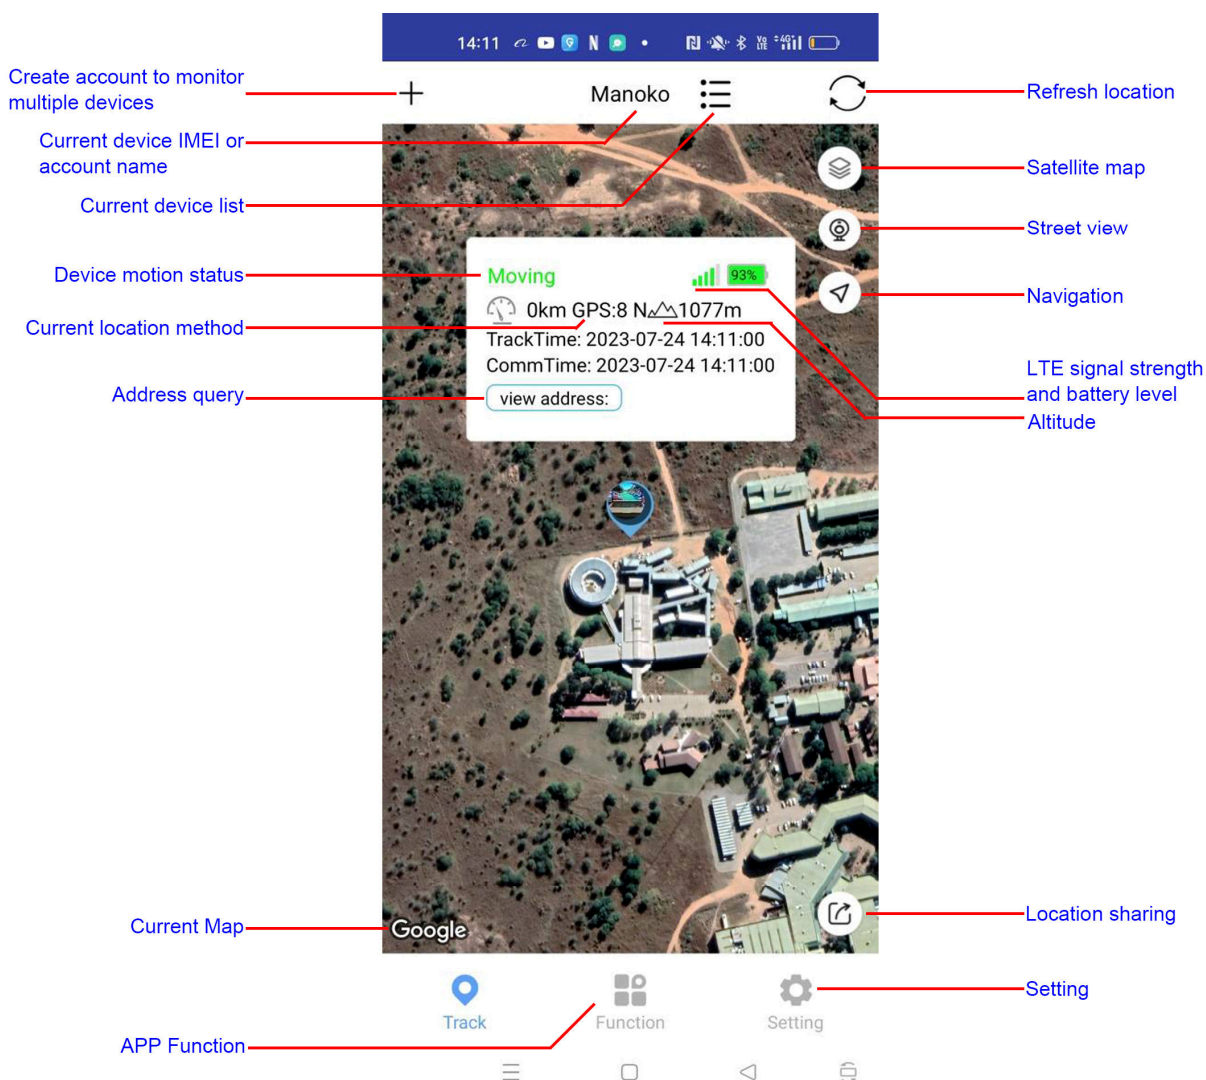 14:11
Create account to monitor
multiple devices
Manoko
Refresh location
Current device IMEI or
account name
Satellite map
Current device list
Street view
Device motion status
Moving
93%
Navigation
Current location method
0km GPS:8 N 1077m
TrackTime: 2023-07-24 14:11:00
CommTime: 2023-07-24 14:11:00
LTE signal strength
and battery level
Address query
view address:
Altitude
Current Map
Google
Location sharing
Setting
Track
Function
Setting
APP Function